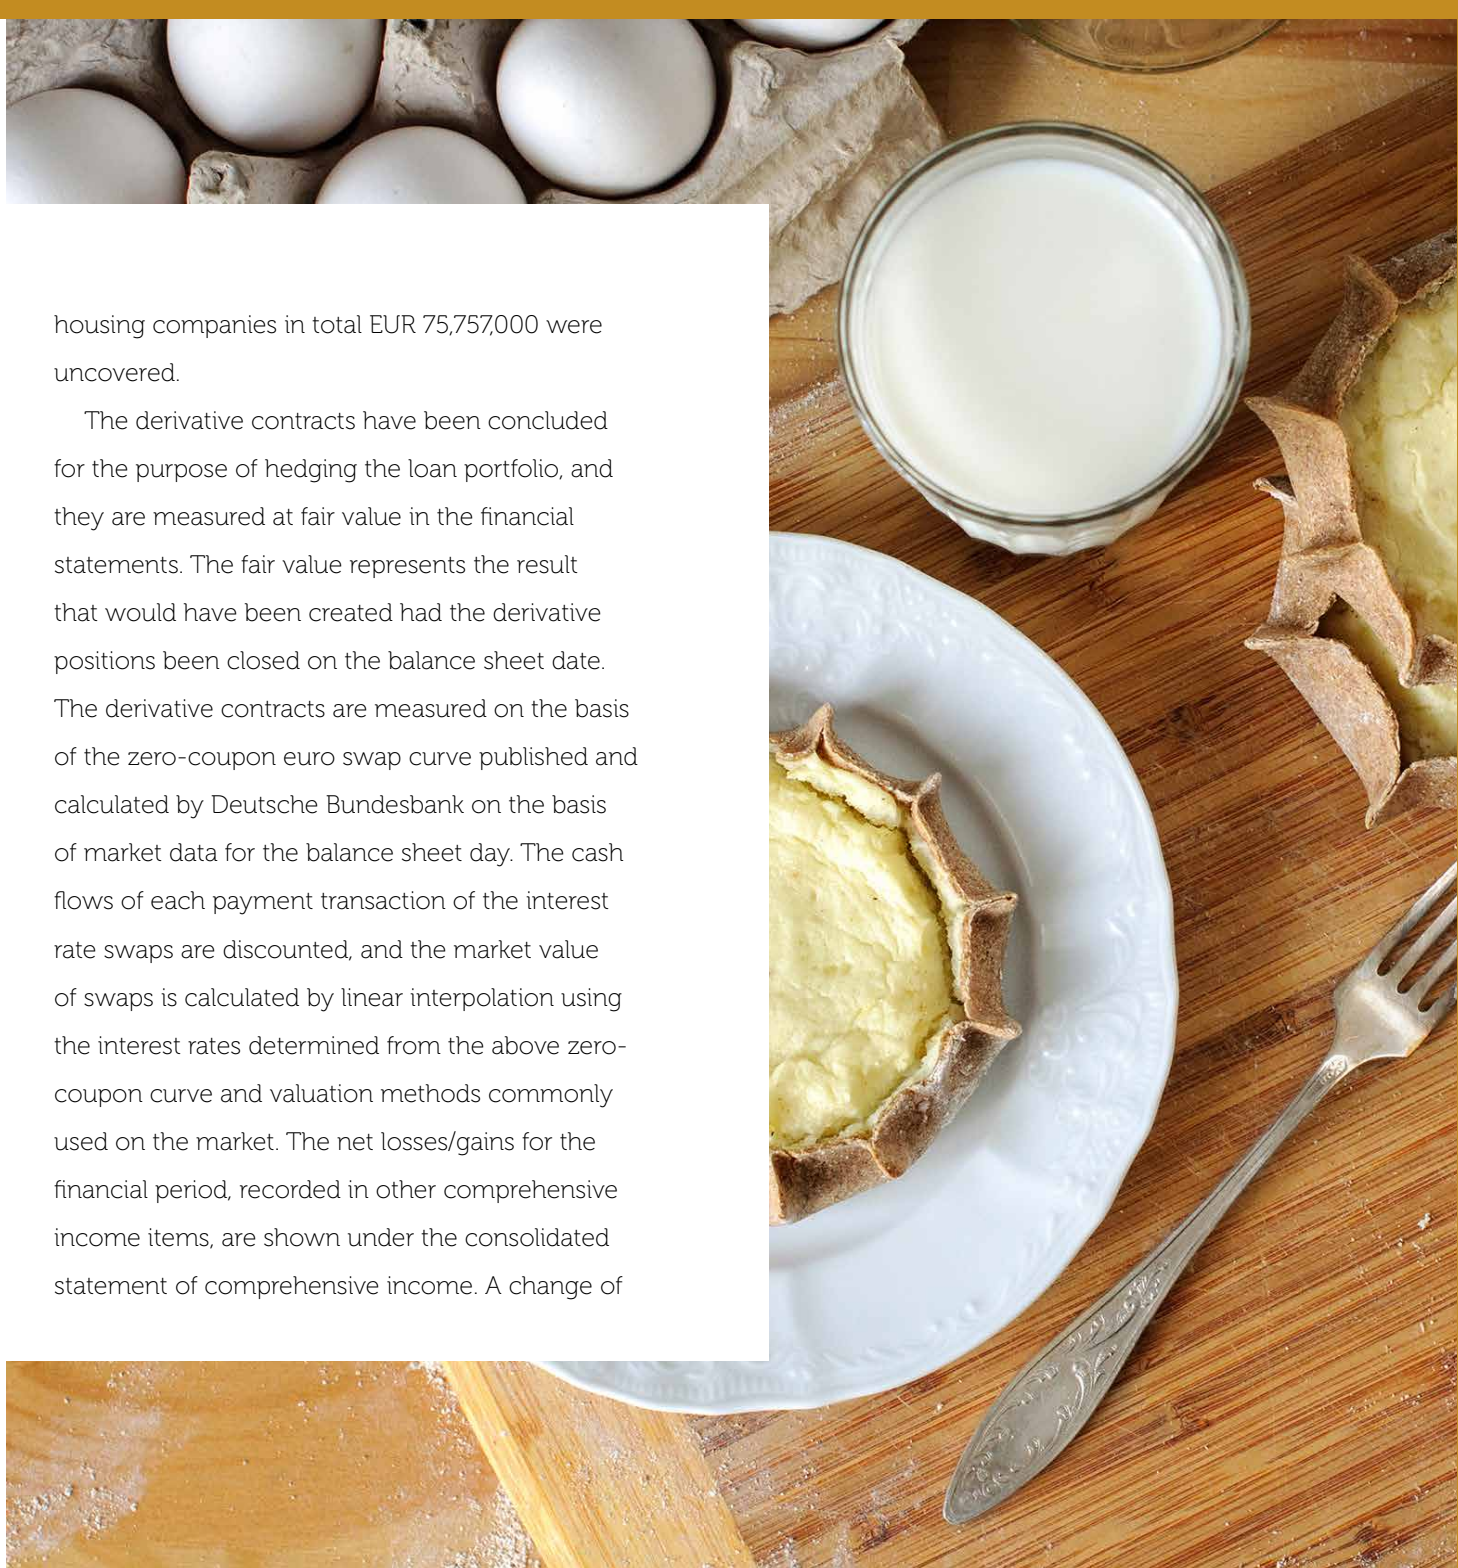 housing companies in total EUR 75,757,000 were
uncovered.
The derivative contracts have been concluded
for the purpose of hedging the loan portfolio, and
they are measured at fair value in the financial
statements. The fair value represents the result
that would have been created had the derivative
positions been closed on the balance sheet date.
The derivative contracts are measured on the basis
of the zero-coupon euro swap curve published and
calculated by Deutsche Bundesbank on the basis
of market data for the balance sheet day. The cash
flows of each payment transaction of the interest
rate swaps are discounted, and the market value
of swaps is calculated by linear interpolation using
the interest rates determined from the above zero-
coupon curve and valuation methods commonly
used on the market. The net losses/gains for the
financial period, recorded in other comprehensive
income items, are shown under the consolidated
statement of comprehensive income. A change of